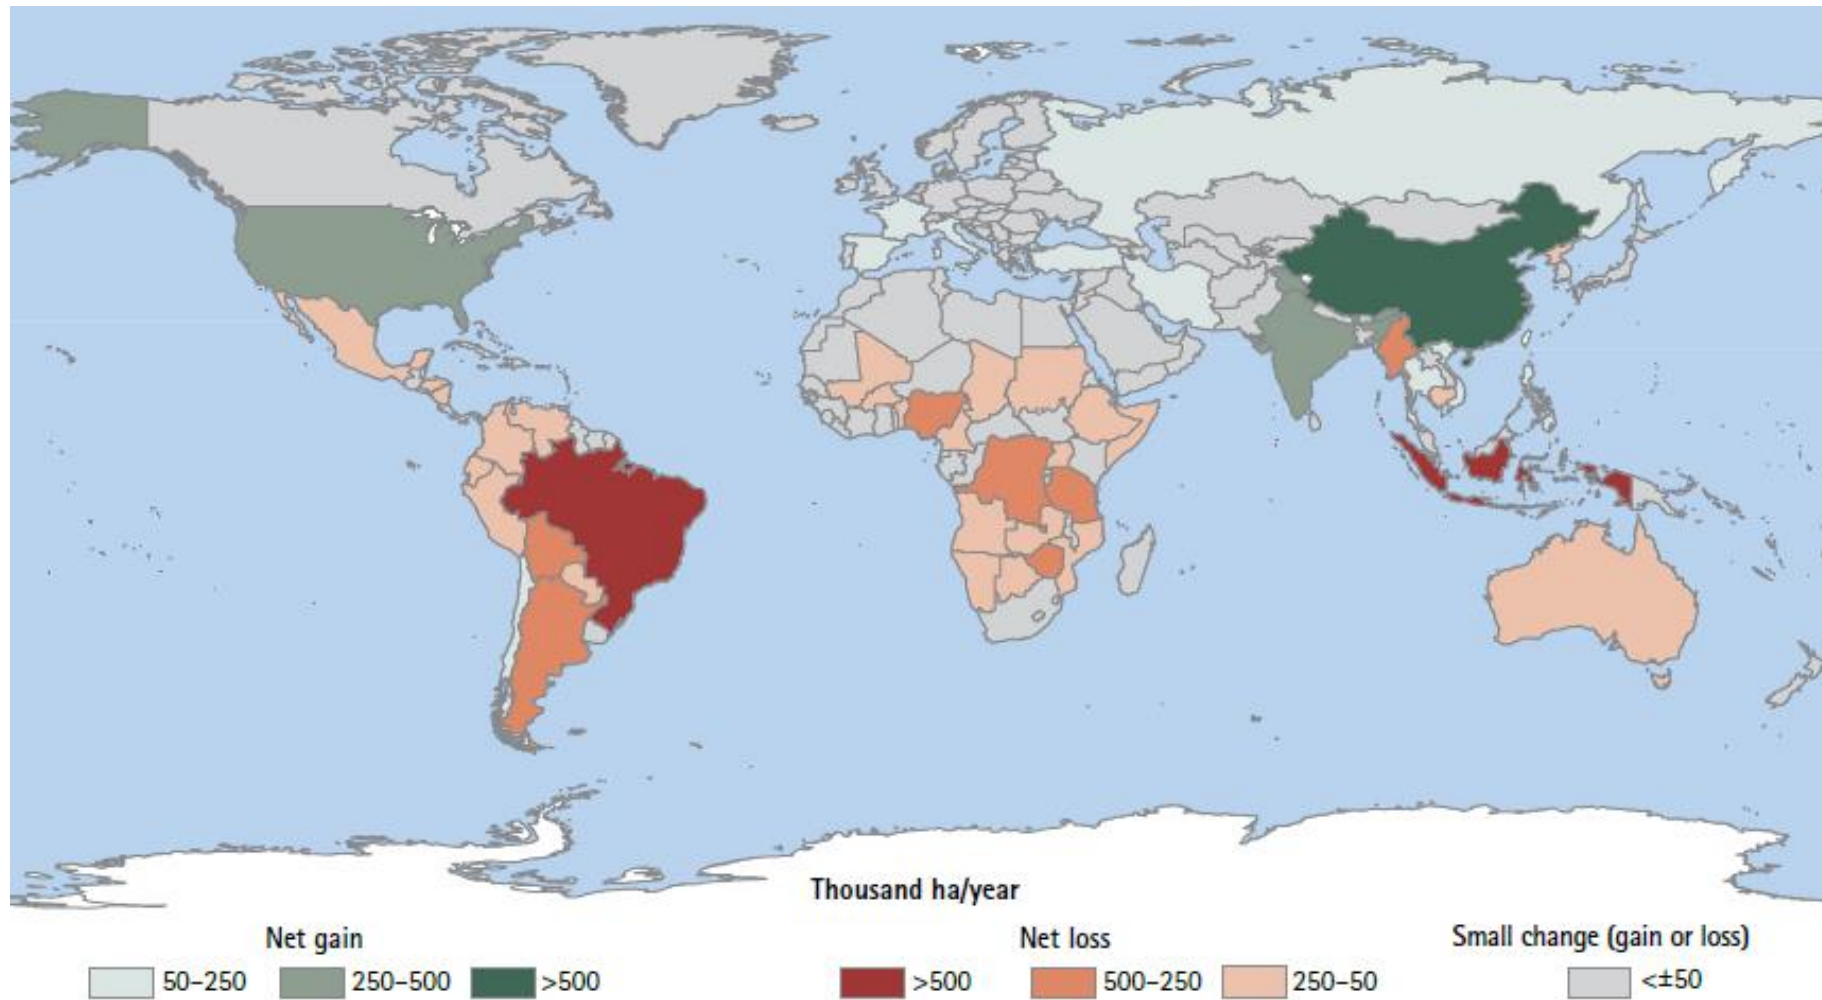 Thousand ha/year
Net gain Net loss Small change (gain or loss)
50–250 250–500 >500 >500 500–250 250–50 <±50